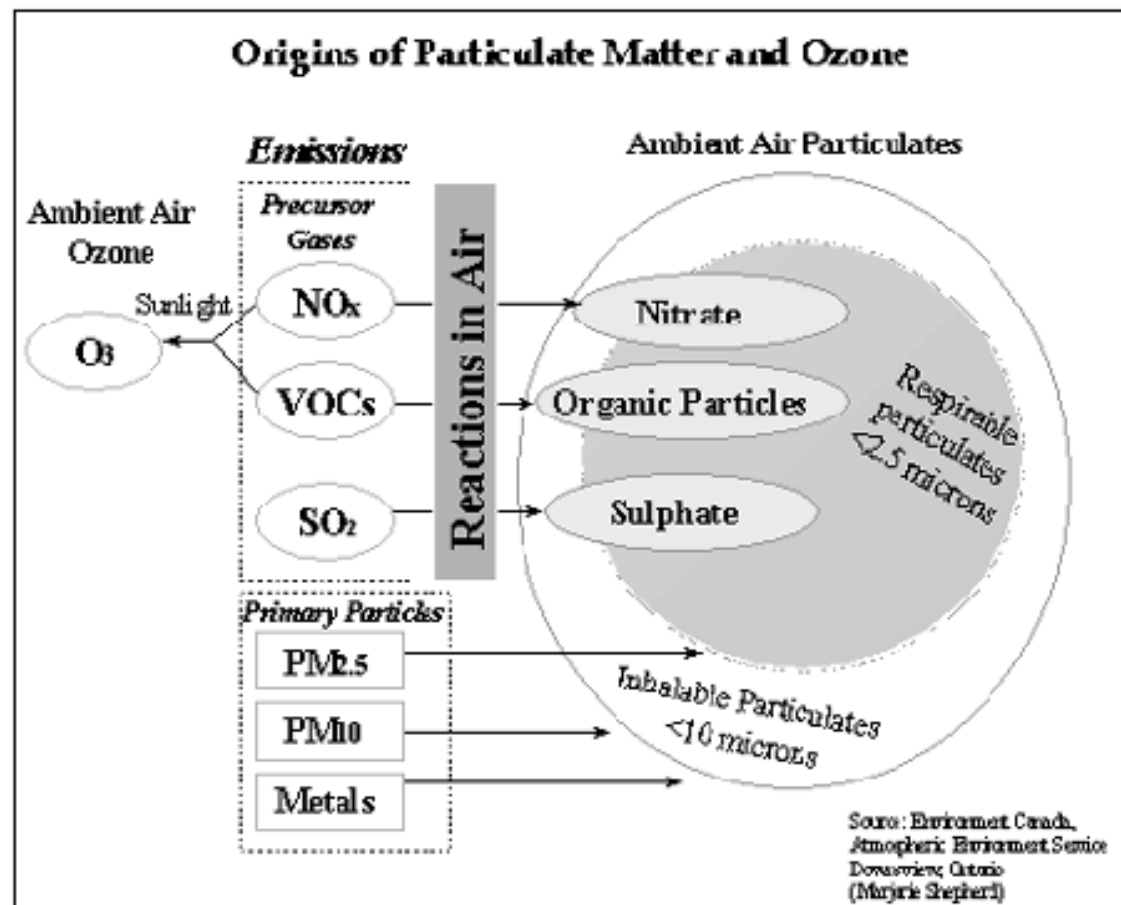 Origins of Particulate Matter and Ozone
Emissions
Ambient Air Particulates
Precursor
Gases
Ambient Air
Ozone
Sunlight
O3
NOx
VOCs
SO2
Reactions in Air
Nitrate
Organic Particles
Sulphate
Respirable
particulates
<2.5 microns
Primary Particles
PM2.5
PM10
Metals
Inhalable Particulates
<10 microns
Source: Environment Canada,
Atmospheric Environment Service
Downsview, Ontario
(Marjorie Shepherd)